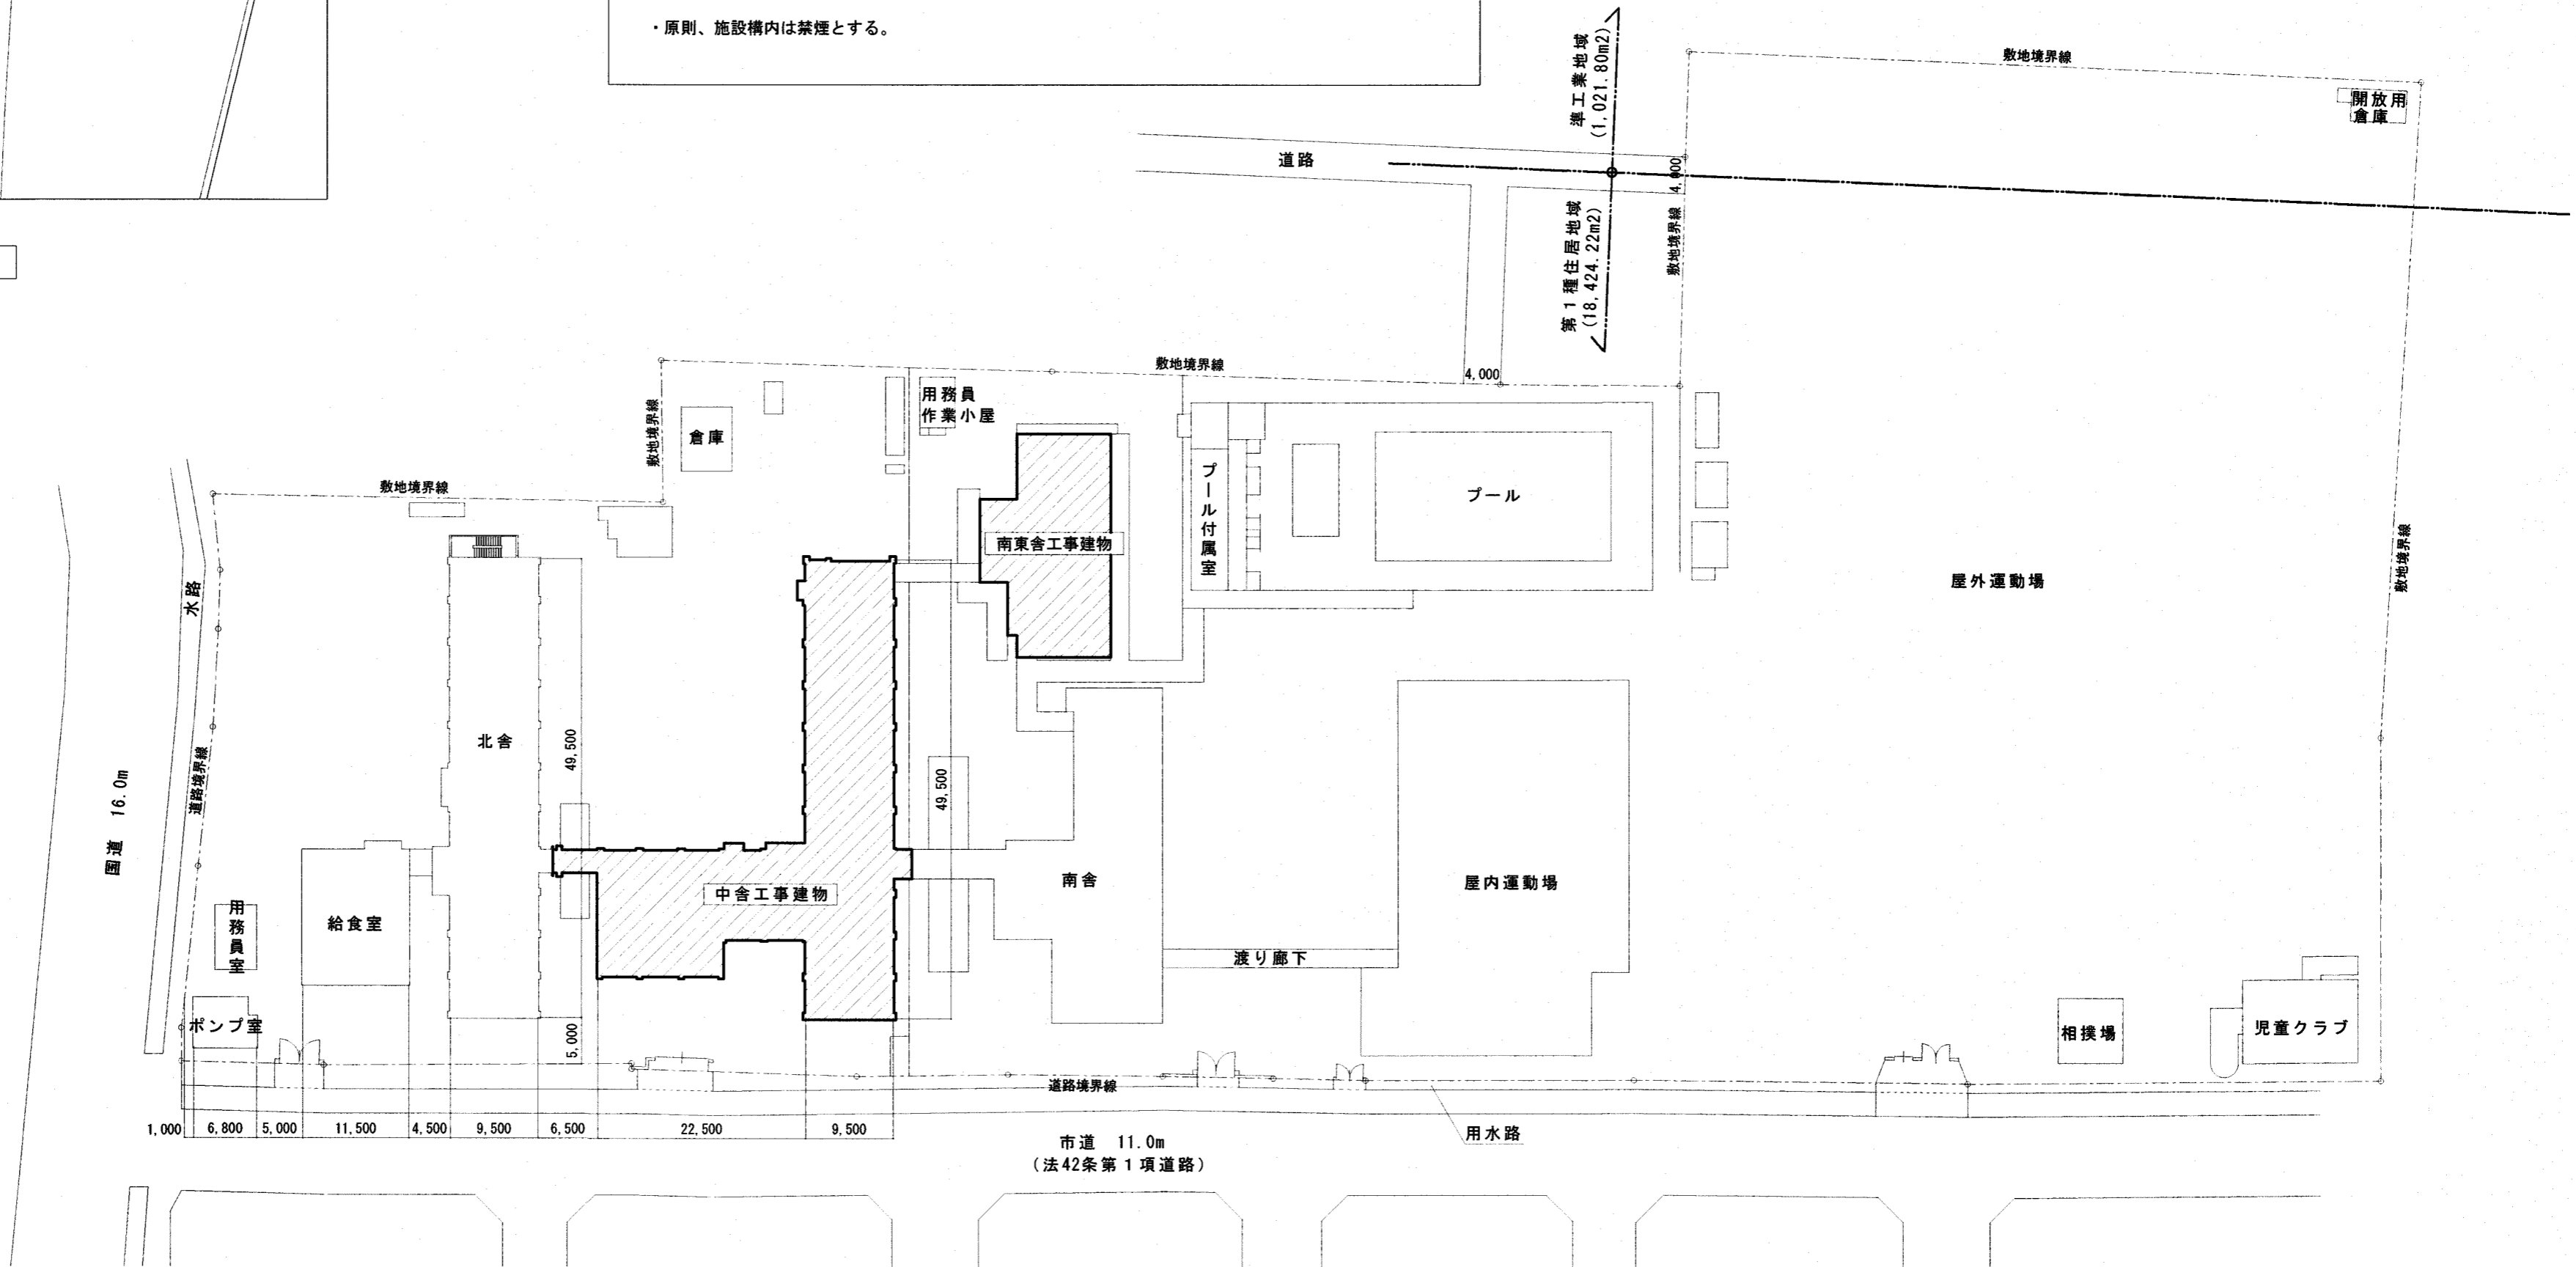 ・原則、施設構内は禁煙とする。
準工業地域
(1,021.80m2)
敷地境界線
開放用
倉庫
道路
4,000
第１種住居地域
(18,424.22m2)
敷地境界線
敷地境界線
4,000
用務員
作業小屋
敷地境界線
倉庫
敷地境界線
プール付属室
プール
南東舎工事建物
屋外運動場
敷地境界線
水路
北舎
49,500
49,500
道路境界線
国道　16.0m
中舎工事建物
南舎
屋内運動場
用務員室
給食室
渡り廊下
ポンプ室
5,000
相撲場
児童クラブ
道路境界線
1,000
6,800
5,000
11,500
4,500
9,500
6,500
22,500
9,500
市道　11.0m
(法42条第１項道路)
用水路